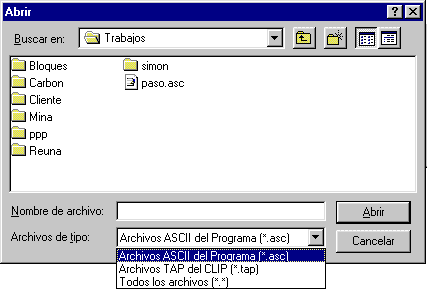 Abrir
Buscar en: Trabajos
Bloques
Carbon
Cliente
Mina
ppp
Reuna
simon
paso.asc
Nombre de archivo:
Abrir
Archivos de tipo: Archivos ASCII del Programa (*.asc)
Cancelar
Archivos ASCII del Programa (*.asc)
Archivos TAP del CLIP (*.tap)
Todos los archivos (*.*)